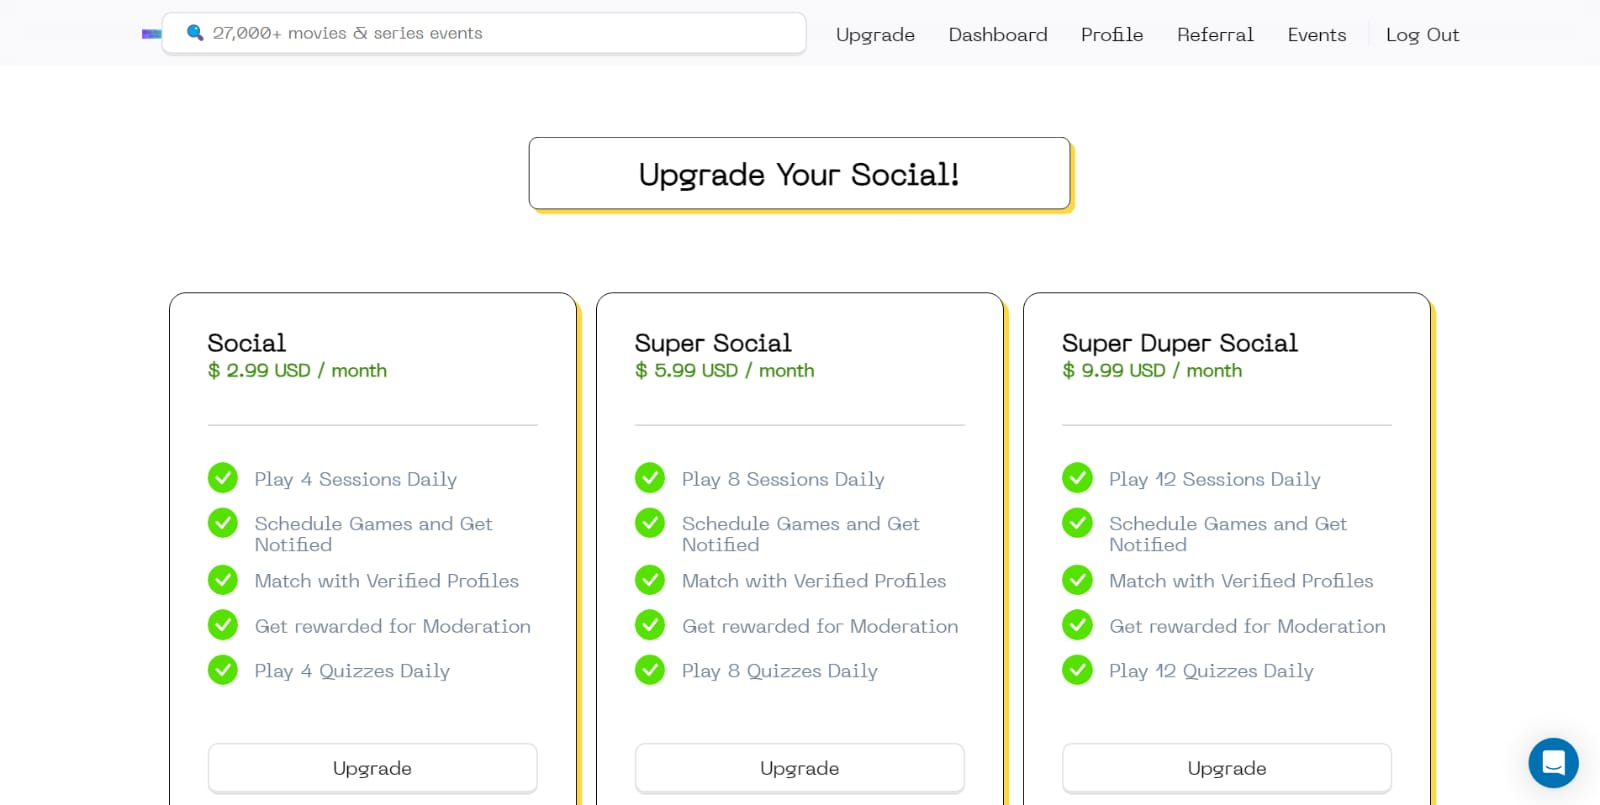 27,000+ movies & series events
Upgrade Dashboard Profile Referral Events Log Out
Upgrade Your Social!
Social
$ 2.99 USD / month
Play 4 Sessions Daily
Schedule Games and Get
Notified
Match with Verified Profiles
Get rewarded for Moderation
Play 4 Quizzes Daily
Upgrade
Super Social
$ 5.99 USD / month
Play 8 Sessions Daily
Schedule Games and Get
Notified
Match with Verified Profiles
Get rewarded for Moderation
Play 8 Quizzes Daily
Upgrade
Super Duper Social
$ 9.99 USD / month
Play 12 Sessions Daily
Schedule Games and Get
Notified
Match with Verified Profiles
Get rewarded for Moderation
Play 12 Quizzes Daily
Upgrade